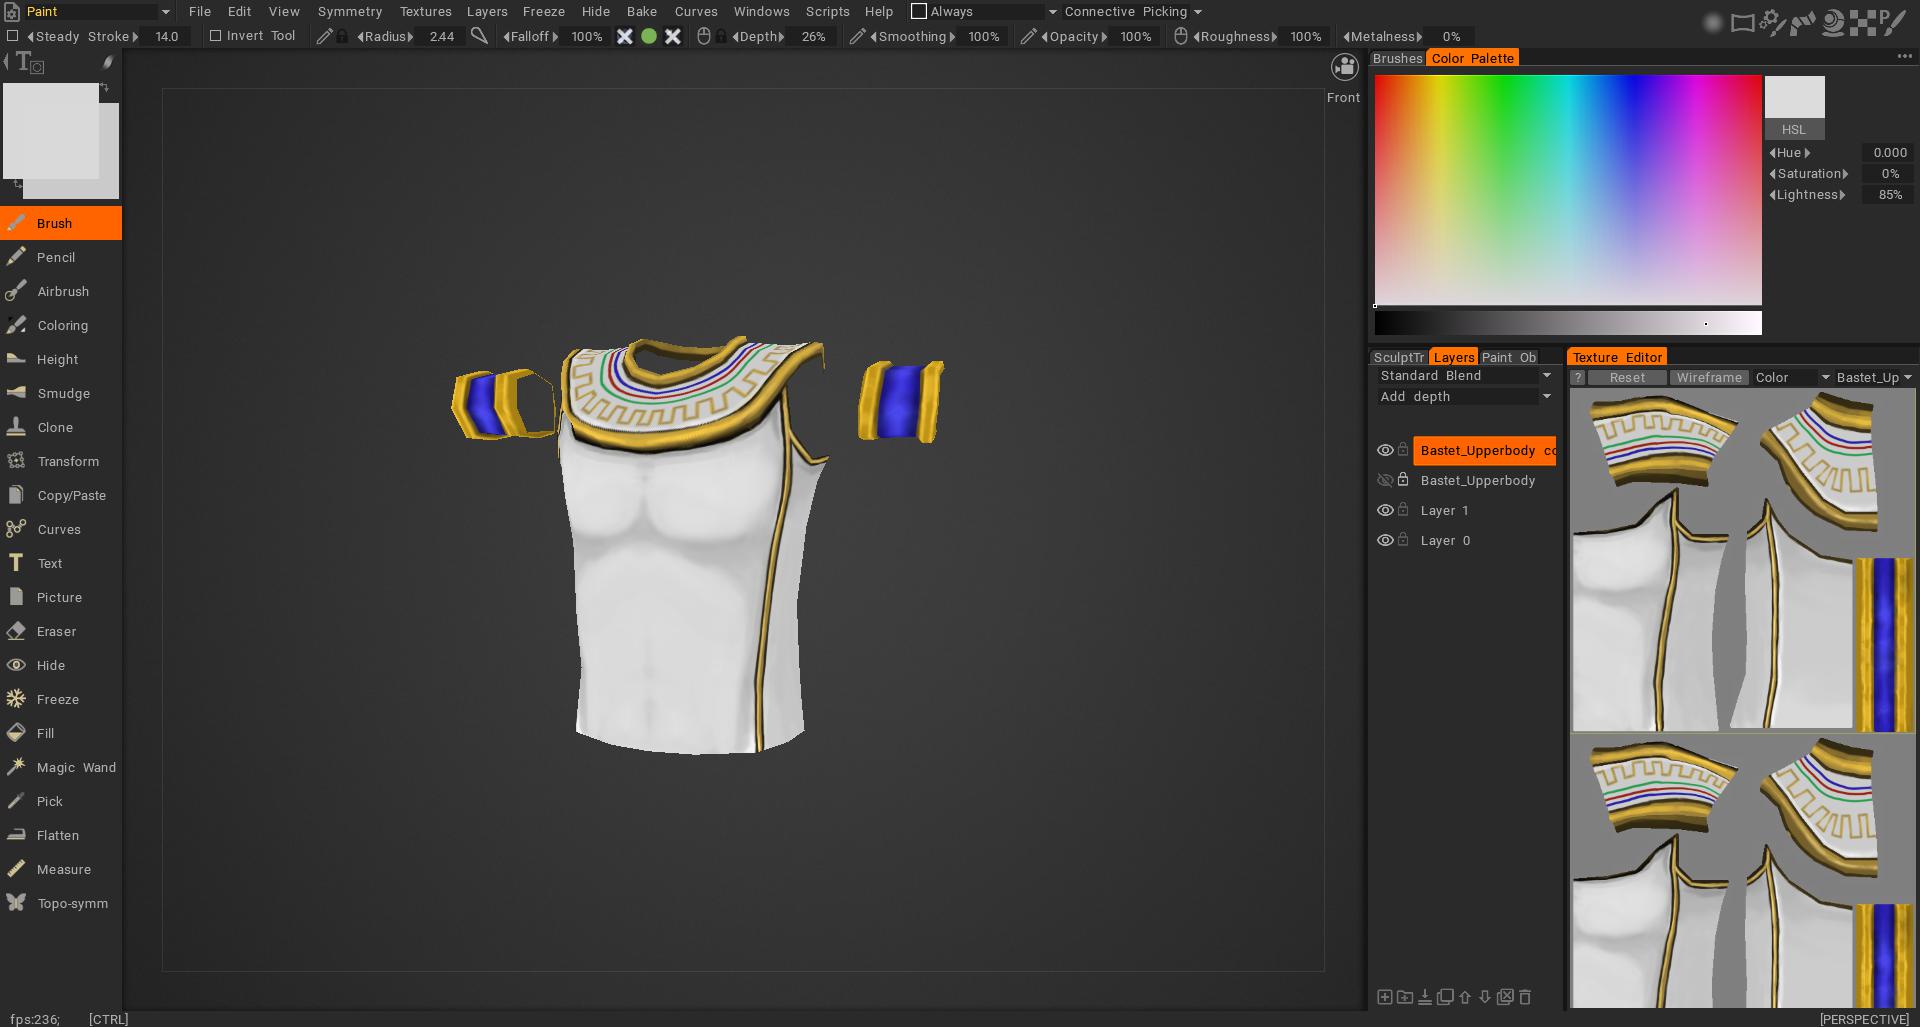 Paint File Edit View Symmetry Textures Layers Freeze Hide Bake Curves Windows Scripts Help Always Connective Picking
Steady Stroke 14.0 Invert Tool Radius 2.44 Falloff 100% Depth 26% Smoothing 100% Opacity 100% Roughness 100% Metalness 0%
Front
Brush
Pencil
Airbrush
Coloring
Height
Smudge
Clone
Transform
Copy/Paste
Curves
Text
Picture
Eraser
Hide
Freeze
Fill
Magic Wand
Pick
Flatten
Measure
Topo-symm
Brushes Color Palette
HSL
Hue 0.000
Saturation 0%
Lightness 85%
SculptTr Layers Paint Ob
Standard Blend
Add depth
Bastet_Upperbody co
Bastet_Upperbody
Layer 1
Layer 0
Texture Editor
? Reset Wireframe Color Bastet_Up
fps:236; [CTRL] [PERSPECTIVE]